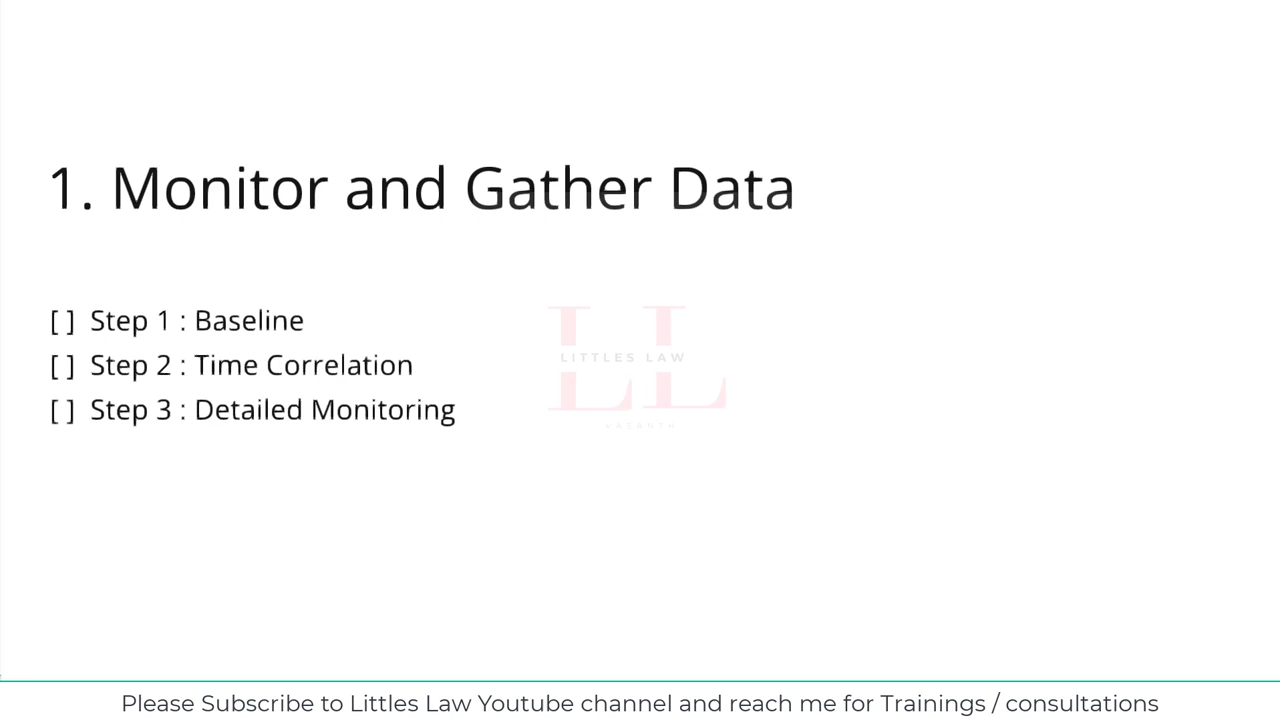 1. Monitor and Gather Data
[ ] Step 1 : Baseline
[ ] Step 2 : Time Correlation
[ ] Step 3 : Detailed Monitoring
LITTLES LAW
VASANTH
Please Subscribe to Littles Law Youtube channel and reach me for Trainings / consultations